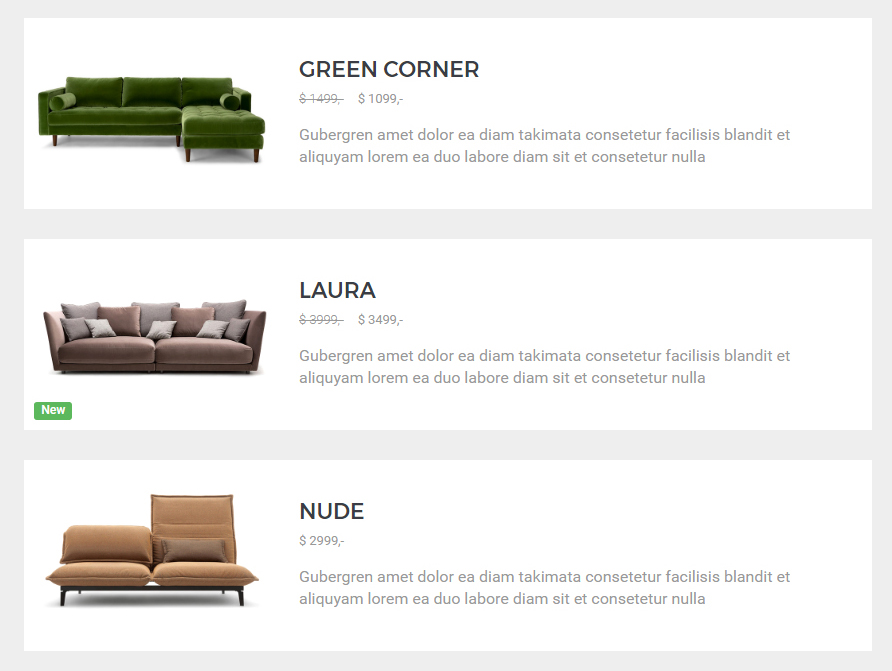 GREEN CORNER
$ 1499,- $ 1099,-
Gubergren amet dolor ea diam takimata consetetur facilisis blandit et
aliquyam lorem ea duo labore diam sit et consetetur nulla
LAURA
$ 3999,- $ 3499,-
Gubergren amet dolor ea diam takimata consetetur facilisis blandit et
aliquyam lorem ea duo labore diam sit et consetetur nulla
New
NUDE
$ 2999,-
Gubergren amet dolor ea diam takimata consetetur facilisis blandit et
aliquyam lorem ea duo labore diam sit et consetetur nulla